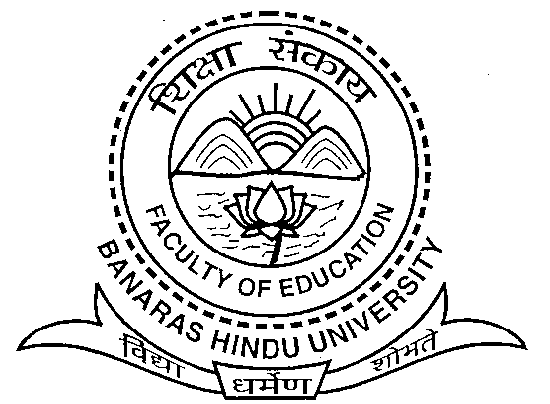 शिक्षा संकाय
FACULTY OF EDUCATION
BANARAS HINDU UNIVERSITY
विद्या धर्मेण शोभते